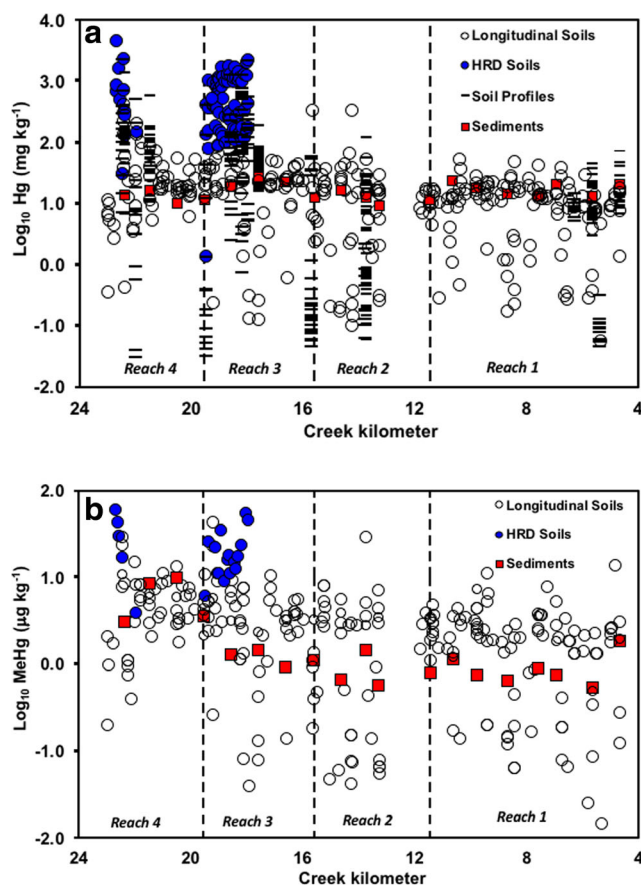 a
4.0
3.0
2.0
1.0
0.0
-1.0
-2.0
Log10 Hg (mg kg-1)
Longitudinal Soils
HRD Soils
Soil Profiles
Sediments
Reach 4 Reach 3 Reach 2 Reach 1
24 20 16 12 8 4
Creek kilometer
b
2.0
1.0
0.0
-1.0
-2.0
Log10 MeHg (µg kg-1)
Longitudinal Soils
HRD Soils
Sediments
Reach 4 Reach 3 Reach 2 Reach 1
24 20 16 12 8 4
Creek kilometer